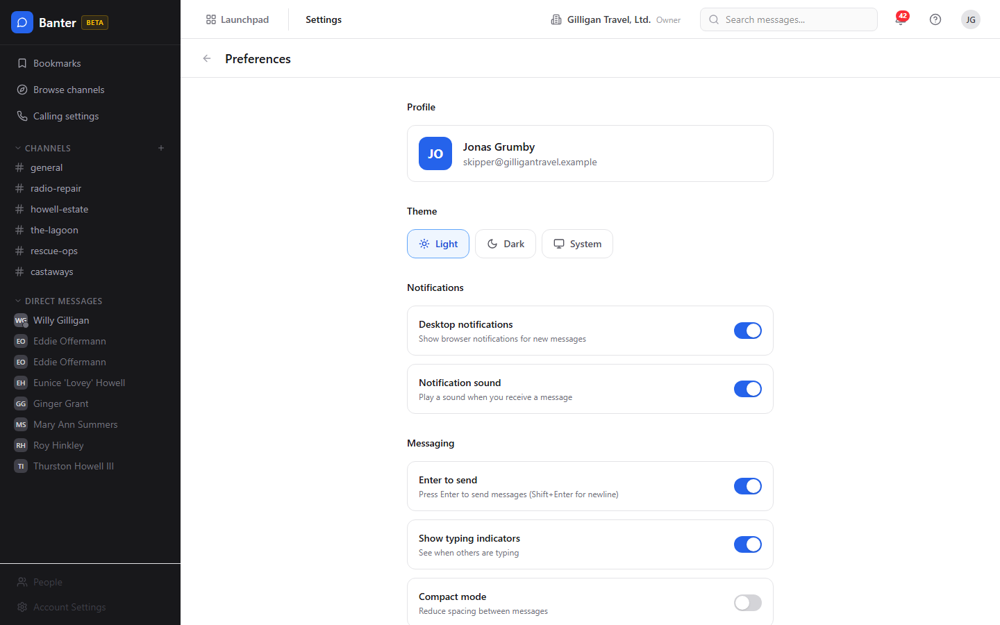 Banter BETA
Bookmarks
Browse channels
Calling settings
CHANNELS
general
radio-repair
howell-estate
the-lagoon
rescue-ops
castaways
DIRECT MESSAGES
WG Willy Gilligan
EO Eddie Offermann
EO Eddie Offermann
EH Eunice 'Lovey' Howell
GG Ginger Grant
MS Mary Ann Summers
RH Roy Hinkley
TI Thurston Howell III
People
Account Settings
Launchpad
Settings
Gilligan Travel, Ltd. Owner
Search messages...
42
JG
Preferences
Profile
JO
Jonas Grumby
skipper@gilligantravel.example
Theme
Light
Dark
System
Notifications
Desktop notifications
Show browser notifications for new messages
Notification sound
Play a sound when you receive a message
Messaging
Enter to send
Press Enter to send messages (Shift+Enter for newline)
Show typing indicators
See when others are typing
Compact mode
Reduce spacing between messages